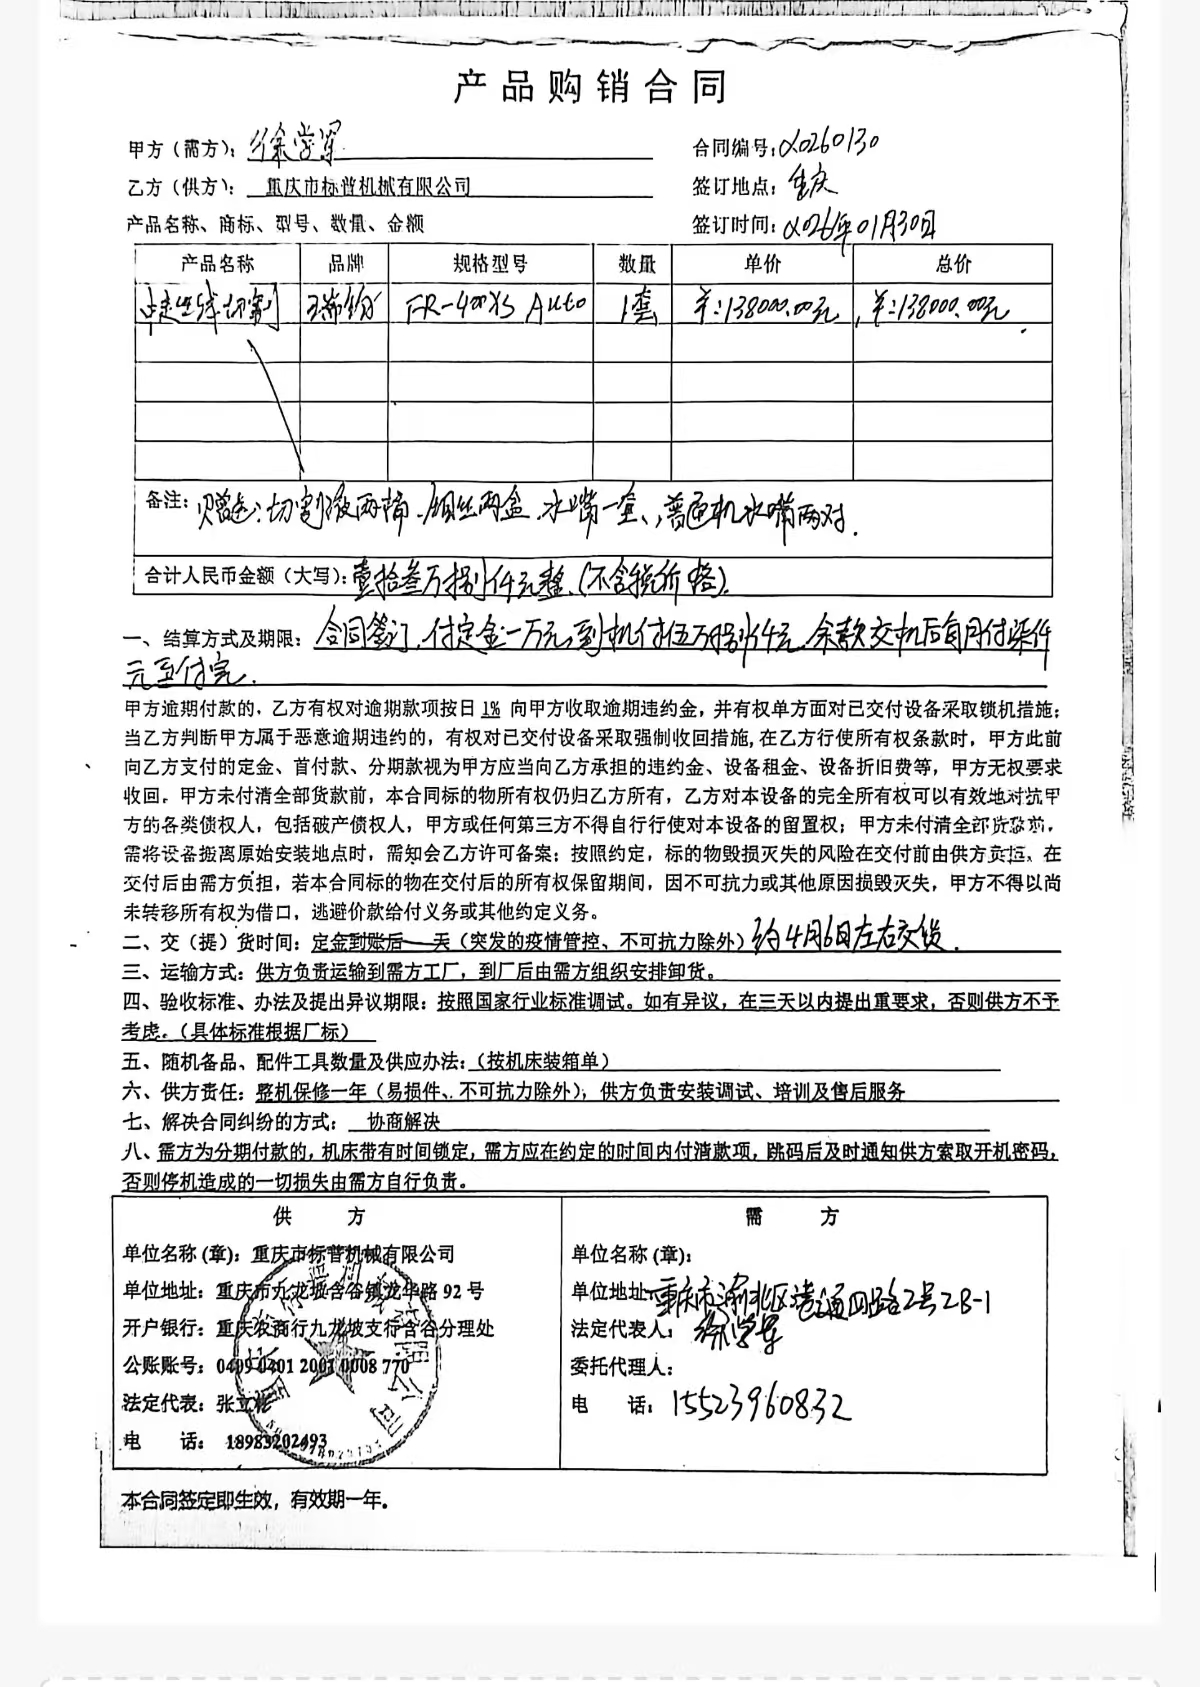 产品购销合同
甲方（需方）：徐学军
合同编号：20260130
乙方（供方）：重庆市标普机械有限公司
签订地点：重庆
产品名称、商标、型号、数量、金额
签订时间：2026年01月30日
产品名称 品牌 规格型号 数量 单价 总价
中走丝线切割 瑞钧 FR-400XS Auto 1套 ￥：138000.00元 ￥：138000.00元
备注：赠送：切割液两桶、钼丝两盒、水嘴一套、普通机水嘴两对.
合计人民币金额（大写）：壹拾叁万捌仟元整.（不含税价格）.
一、结算方式及期限：合同签订，付定金一万元，到机付伍万捌仟元，余款交机后每月付柒仟
元至付完.
甲方逾期付款的，乙方有权对逾期款项按日 1% 向甲方收取逾期违约金，并有权单方面对已交付设备采取锁机措施；
当乙方判断甲方属于恶意逾期违约的，有权对已交付设备采取强制收回措施,在乙方行使所有权条款时，甲方此前
向乙方支付的定金、首付款、分期款视为甲方应当向乙方承担的违约金、设备租金、设备折旧费等，甲方无权要求
收回。甲方未付清全部货款前，本合同标的物所有权仍归乙方所有，乙方对本设备的完全所有权可以有效地对抗甲
方的各类债权人，包括破产债权人，甲方或任何第三方不得自行行使对本设备的留置权；甲方未付清全部货款前，
需将设备搬离原始安装地点时，需知会乙方许可备案；按照约定，标的物毁损灭失的风险在交付前由供方负担，在
交付后由需方负担，若本合同标的物在交付后的所有权保留期间，因不可抗力或其他原因损毁灭失，甲方不得以尚
未转移所有权为借口，逃避价款给付义务或其他约定义务。
二、交（提）货时间：定金到账后 天（突发的疫情管控、不可抗力除外）约4月6日左右交货.
三、运输方式：供方负责运输到需方工厂，到厂后由需方组织安排卸货。
四、验收标准、办法及提出异议期限：按照国家行业标准调试。如有异议，在三天以内提出重要求，否则供方不予
考虑。（具体标准根据厂标）
五、随机备品、配件工具数量及供应办法：（按机床装箱单）
六、供方责任：整机保修一年（易损件、不可抗力除外）；供方负责安装调试、培训及售后服务
七、解决合同纠纷的方式： 协商解决
八、需方为分期付款的，机床带有时间锁定，需方应在约定的时间内付清款项，跳码后及时通知供方索取开机密码，
否则停机造成的一切损失由需方自行负责。
供 方
单位名称 (章)：重庆市标普机械有限公司
单位地址：重庆市九龙坡含谷镇龙华路 92 号
开户银行：重庆农商行九龙坡支行含谷分理处
公账账号：0409 0401 2001 0008 770
法定代表：张立彬
电 话：18983202493
需 方
单位名称 (章)：
单位地址：重庆市渝北区港通四路2号2B-1
法定代表人：徐学军
委托代理人：
电 话：15523960832
本合同签定即生效，有效期一年。